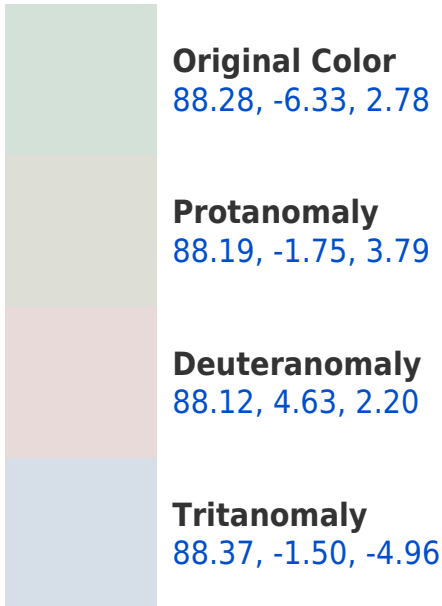 Original Color
88.28, -6.33, 2.78
Protanomaly
88.19, -1.75, 3.79
Deuteranomaly
88.12, 4.63, 2.20
Tritanomaly
88.37, -1.50, -4.96